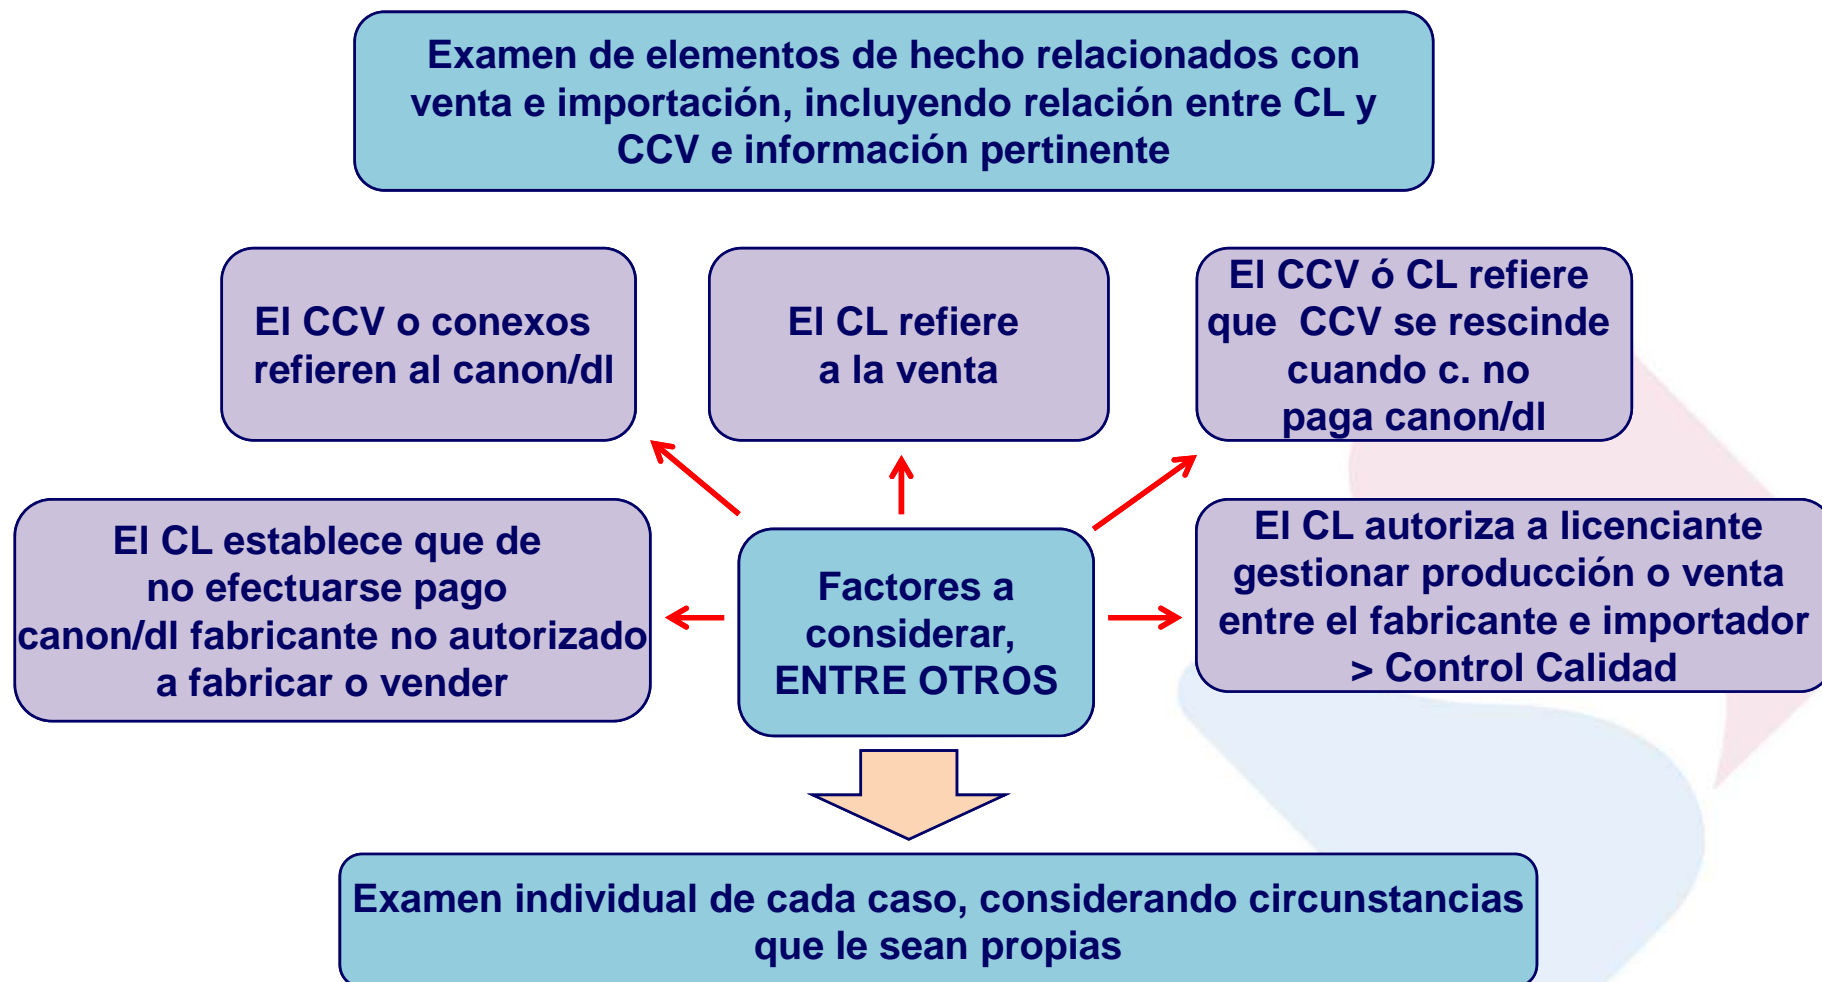 Examen de elementos de hecho relacionados con
venta e importación, incluyendo relación entre CL y
CCV e información pertinente
El CCV o conexos
refieren al canon/dl
El CL refiere
a la venta
El CCV ó CL refiere
que CCV se rescinde
cuando c. no
paga canon/dl
El CL establece que de
no efectuarse pago
canon/dl fabricante no autorizado
a fabricar o vender
Factores a
considerar,
ENTRE OTROS
El CL autoriza a licenciante
gestionar producción o venta
entre el fabricante e importador
> Control Calidad
Examen individual de cada caso, considerando circunstancias
que le sean propias